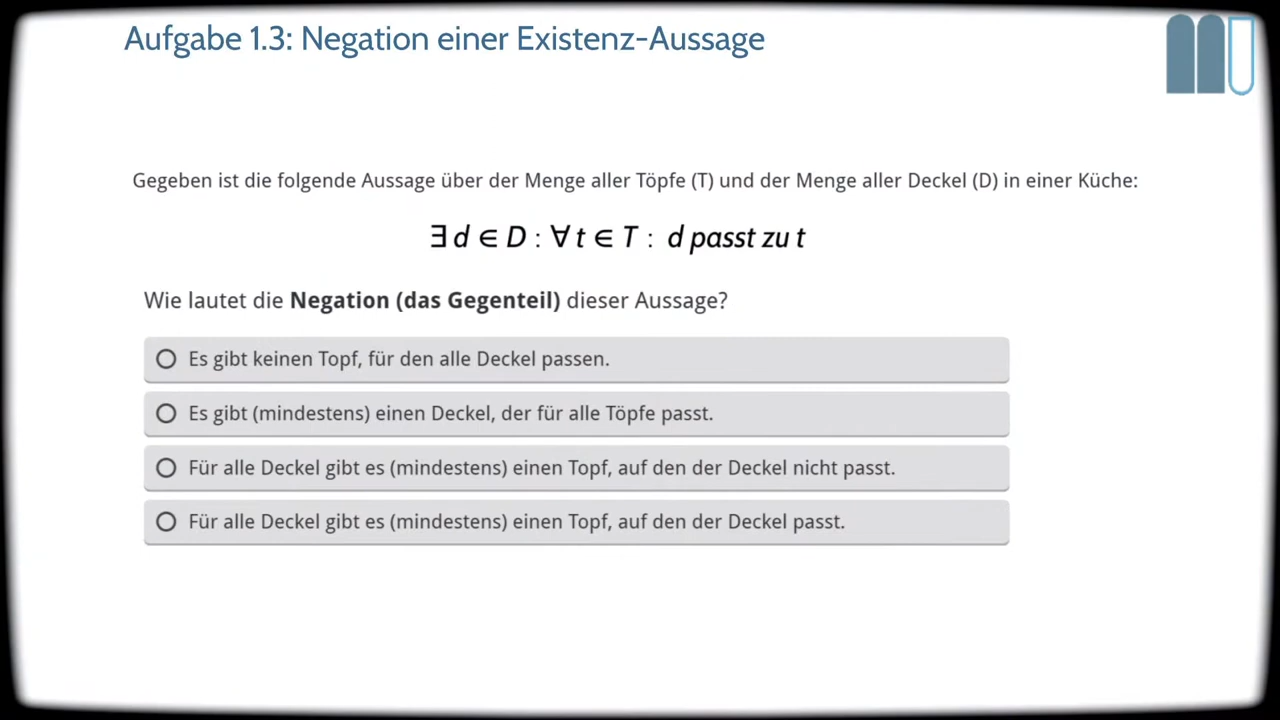 Aufgabe 1.3: Negation einer Existenz-Aussage
Gegeben ist die folgende Aussage über der Menge aller Töpfe (T) und der Menge aller Deckel (D) in einer Küche:
∃ d ∈ D : ∀ t ∈ T : d passt zu t
Wie lautet die Negation (das Gegenteil) dieser Aussage?
Es gibt keinen Topf, für den alle Deckel passen.
Es gibt (mindestens) einen Deckel, der für alle Töpfe passt.
Für alle Deckel gibt es (mindestens) einen Topf, auf den der Deckel nicht passt.
Für alle Deckel gibt es (mindestens) einen Topf, auf den der Deckel passt.